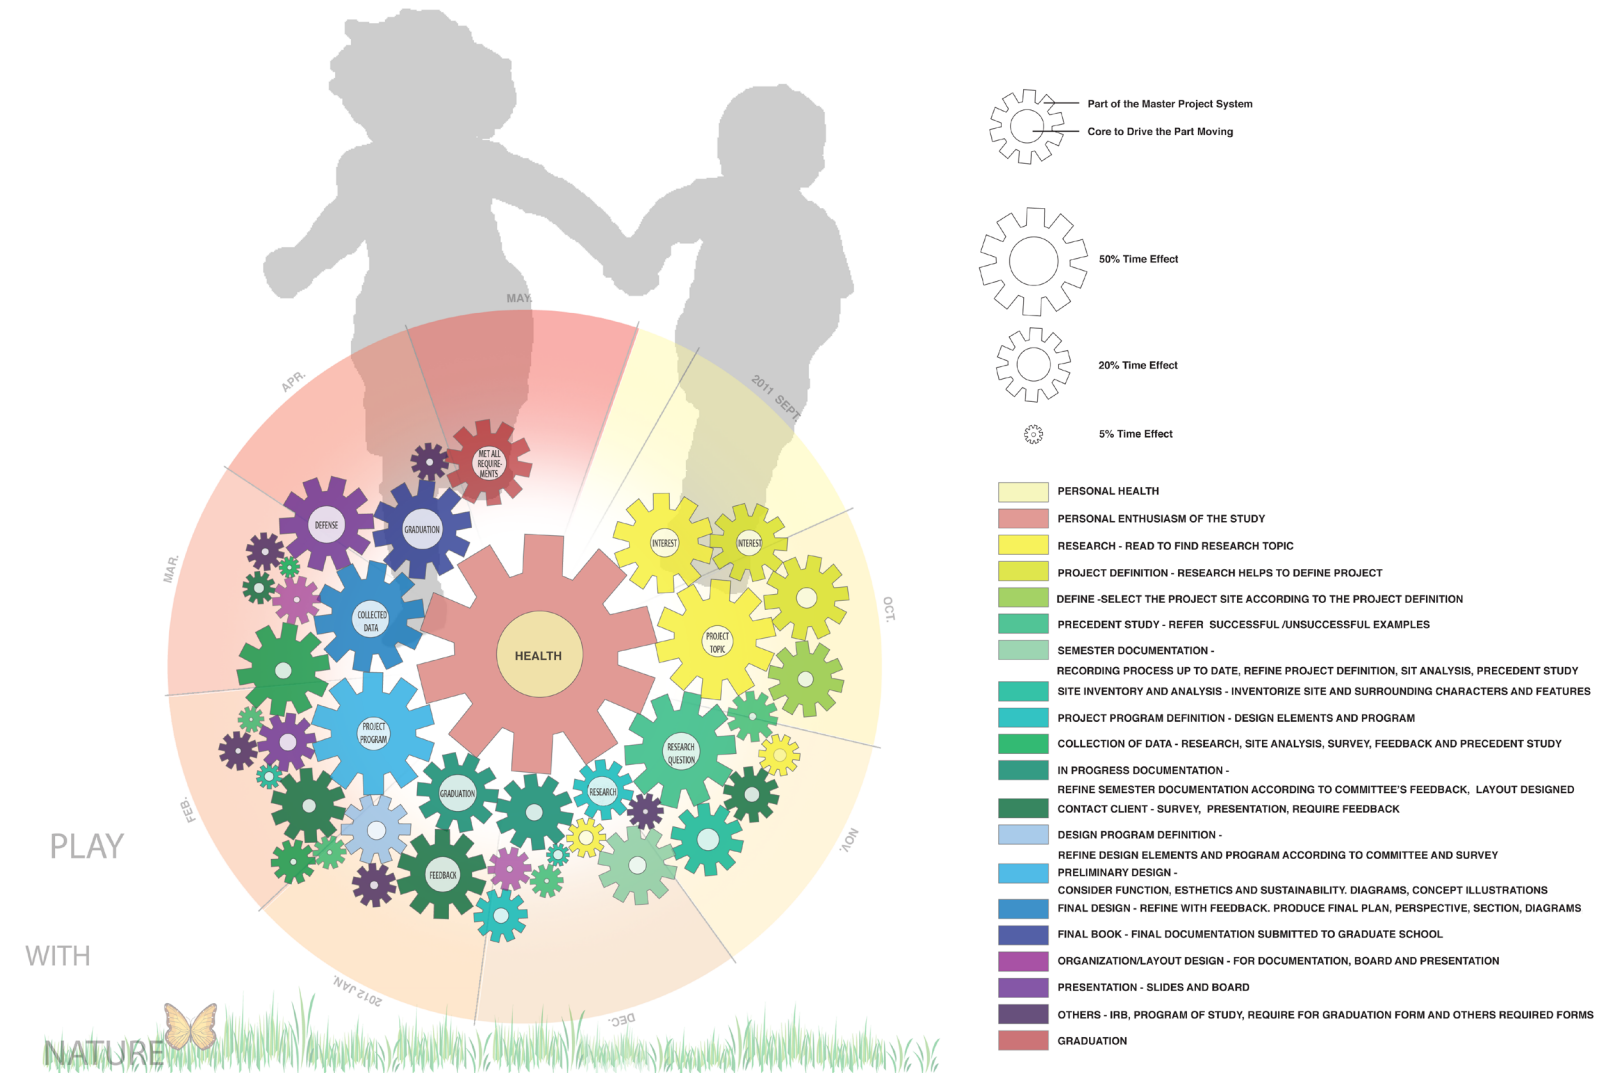 Part of the Master Project System
Core to Drive the Part Moving
50% Time Effect
20% Time Effect
5% Time Effect
MAY.
APR.
2011 SEPT.
MAR.
OCT.
FEB.
NOV.
2012 JAN.
DEC.
MET ALL
REQUIRE-
MENTS
DEFENSE
GRADUATION
INTEREST
INTEREST
COLLECTED
DATA
PROJECT
TOPIC
HEALTH
PROJECT
PROGRAM
RESEARCH
QUESTION
GRADUATION
RESEARCH
FEEDBACK
PLAY
WITH
NATURE
PERSONAL HEALTH
PERSONAL ENTHUSIASM OF THE STUDY
RESEARCH - READ TO FIND RESEARCH TOPIC
PROJECT DEFINITION - RESEARCH HELPS TO DEFINE PROJECT
DEFINE -SELECT THE PROJECT SITE ACCORDING TO THE PROJECT DEFINITION
PRECEDENT STUDY - REFER SUCCESSFUL /UNSUCCESSFUL EXAMPLES
SEMESTER DOCUMENTATION -
RECORDING PROCESS UP TO DATE, REFINE PROJECT DEFINITION, SIT ANALYSIS, PRECEDENT STUDY
SITE INVENTORY AND ANALYSIS - INVENTORIZE SITE AND SURROUNDING CHARACTERS AND FEATURES
PROJECT PROGRAM DEFINITION - DESIGN ELEMENTS AND PROGRAM
COLLECTION OF DATA - RESEARCH, SITE ANALYSIS, SURVEY, FEEDBACK AND PRECEDENT STUDY
IN PROGRESS DOCUMENTATION -
REFINE SEMESTER DOCUMENTATION ACCORDING TO COMMITTEE'S FEEDBACK, LAYOUT DESIGNED
CONTACT CLIENT - SURVEY, PRESENTATION, REQUIRE FEEDBACK
DESIGN PROGRAM DEFINITION -
REFINE DESIGN ELEMENTS AND PROGRAM ACCORDING TO COMMITTEE AND SURVEY
PRELIMINARY DESIGN -
CONSIDER FUNCTION, ESTHETICS AND SUSTAINABILITY. DIAGRAMS, CONCEPT ILLUSTRATIONS
FINAL DESIGN - REFINE WITH FEEDBACK. PRODUCE FINAL PLAN, PERSPECTIVE, SECTION, DIAGRAMS
FINAL BOOK - FINAL DOCUMENTATION SUBMITTED TO GRADUATE SCHOOL
ORGANIZATION/LAYOUT DESIGN - FOR DOCUMENTATION, BOARD AND PRESENTATION
PRESENTATION - SLIDES AND BOARD
OTHERS - IRB, PROGRAM OF STUDY, REQUIRE FOR GRADUATION FORM AND OTHERS REQUIRED FORMS
GRADUATION